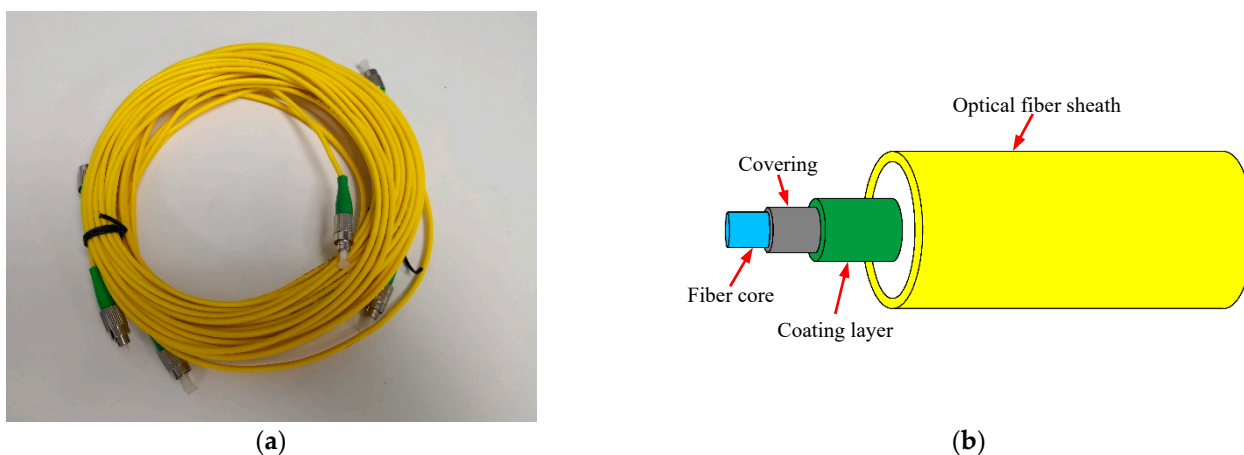 Optical fiber sheath
Covering
Fiber core
Coating layer
(a)
(b)